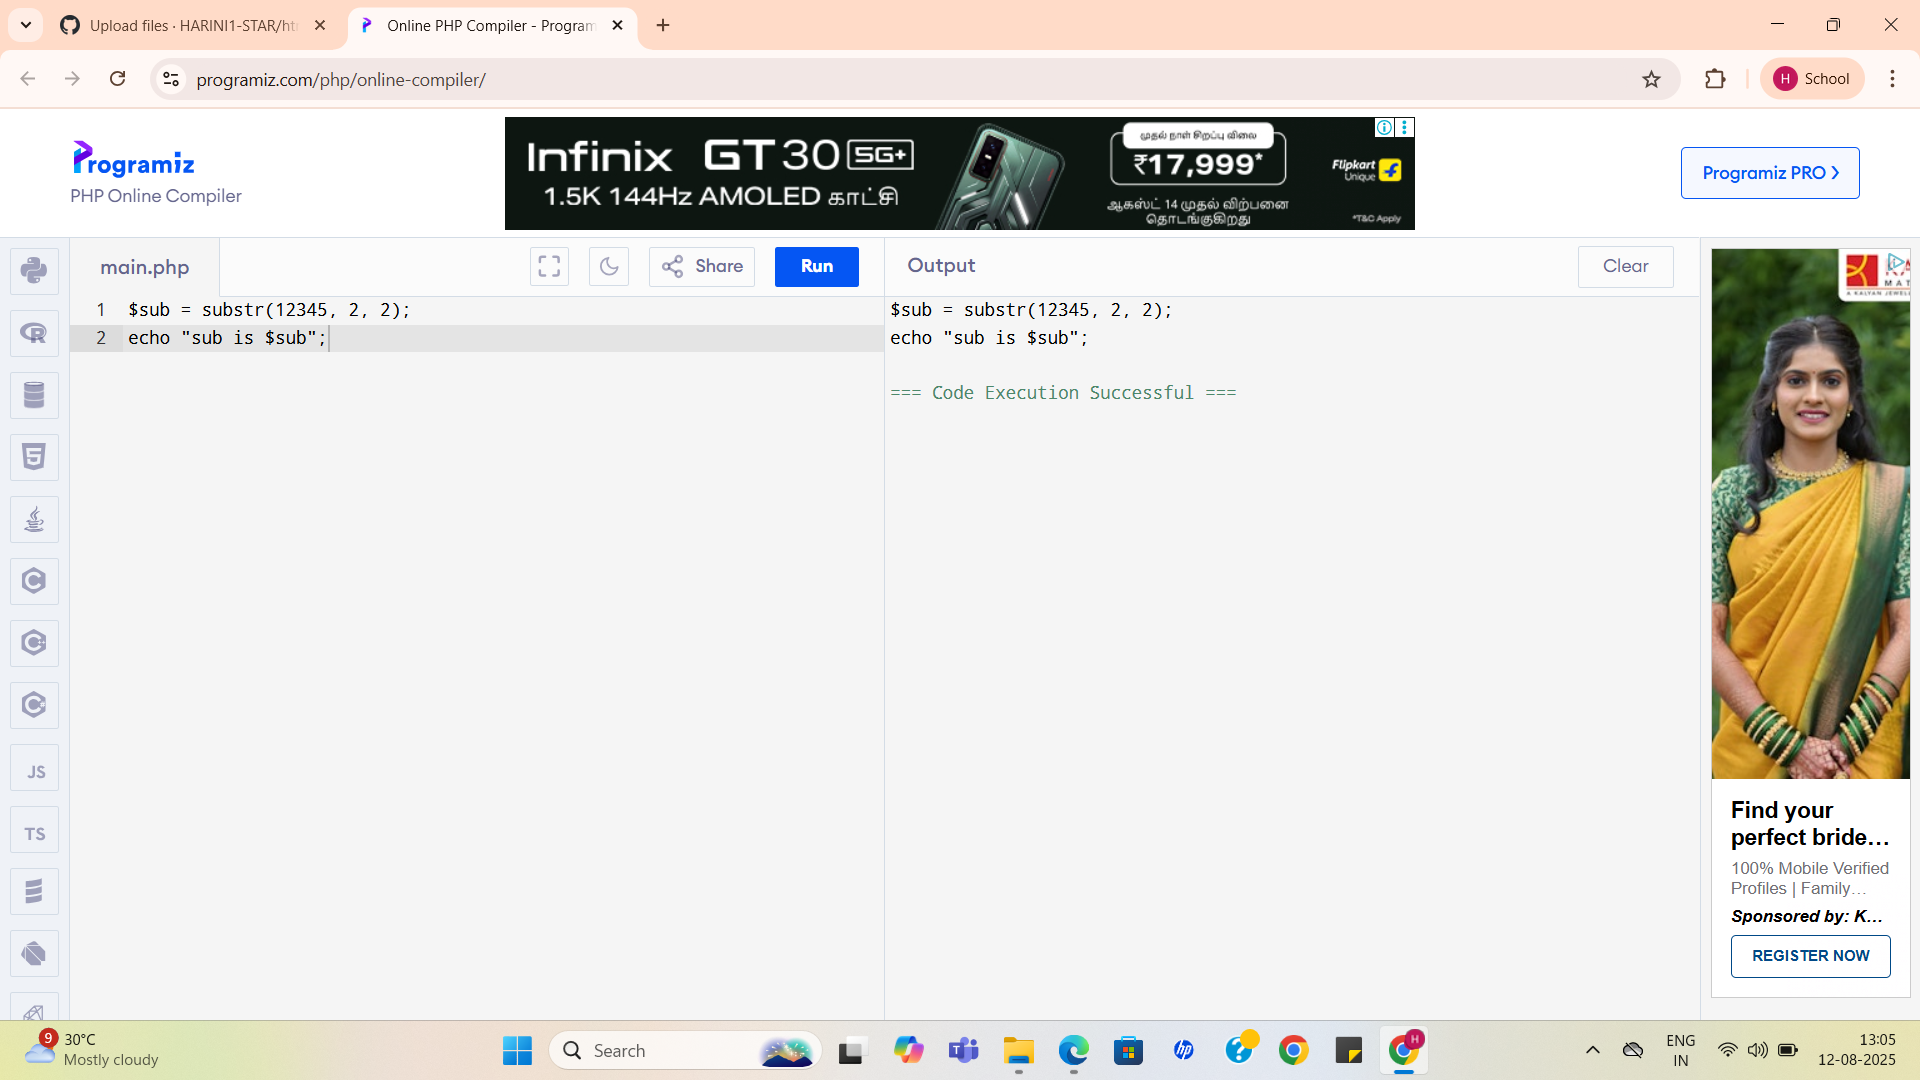 Upload files · HARINI1-STAR/ht
Online PHP Compiler - Program
programiz.com/php/online-compiler/
H School
Programiz
PHP Online Compiler
Infinix GT 30 5G+
1.5K 144Hz AMOLED காட்சி
முதல் நாள் சிறப்பு விலை
₹17,999*
ஆகஸ்ட் 14 முதல் விற்பனை
தொடங்குகிறது
Flipkart
Unique
*T&C Apply
Programiz PRO ❯
main.php
Share
Run
Output
Clear
1 $sub = substr(12345, 2, 2);
2 echo "sub is $sub";
$sub = substr(12345, 2, 2);
echo "sub is $sub";
=== Code Execution Successful ===
JS
TS
MAT
A KALYAN JEWEL
Find your
perfect bride...
100% Mobile Verified
Profiles | Family...
Sponsored by: K...
REGISTER NOW
9
30°C
Mostly cloudy
Search
hp
H
ENG
IN
13:05
12-08-2025